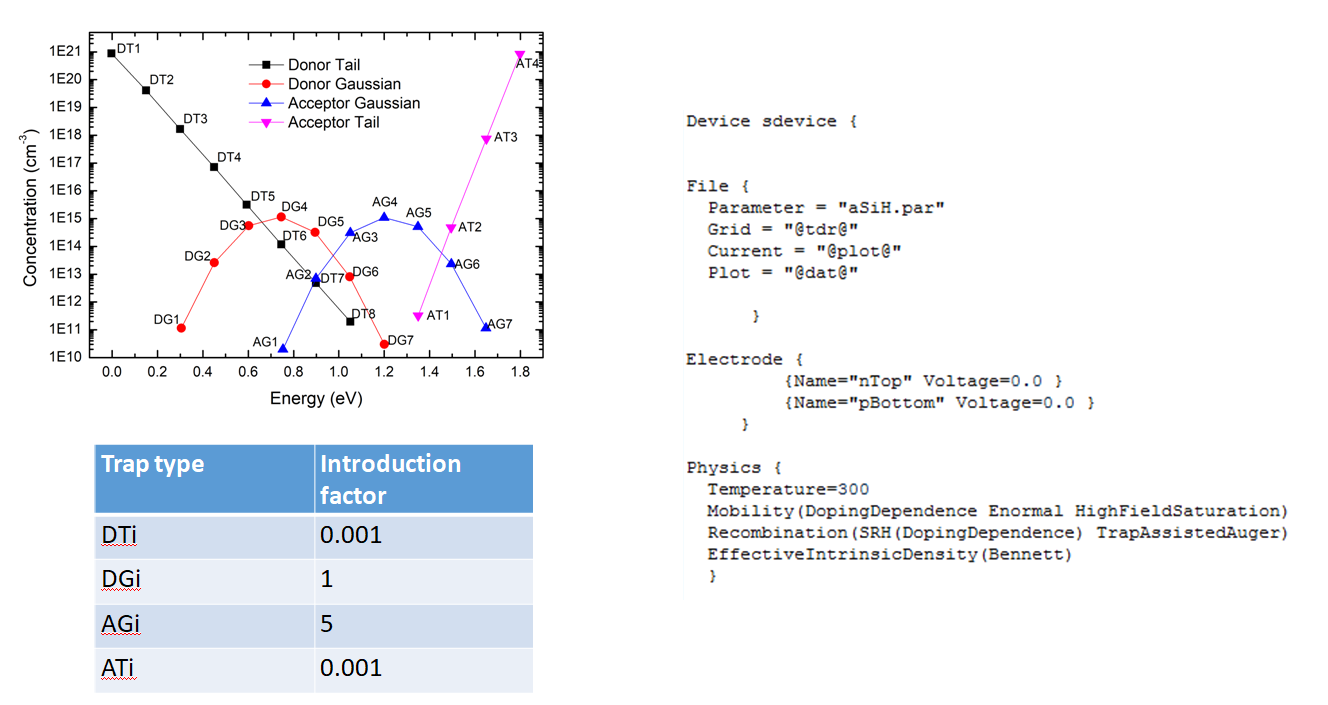 1E21
1E20
1E19
1E18
1E17
1E16
1E15
1E14
1E13
1E12
1E11
1E10
Concentration (cm-3)
0.0 0.2 0.4 0.6 0.8 1.0 1.2 1.4 1.6 1.8
Energy (eV)
Donor Tail
Donor Gaussian
Acceptor Gaussian
Acceptor Tail
DT1
DT2
DT3
DT4
DT5
DT6
DT7
DT8
DG1
DG2
DG3
DG4
DG5
DG6
DG7
AG1
AG2
AG3
AG4
AG5
AG6
AG7
AT1
AT2
AT3
AT4
Trap type Introduction
factor
DTi 0.001
DGi 1
AGi 5
ATi 0.001
Device sdevice {
File {
Parameter = "aSiH.par"
Grid = "@tdr@"
Current = "@plot@"
Plot = "@dat@"
}
Electrode {
{Name="nTop" Voltage=0.0 }
{Name="pBottom" Voltage=0.0 }
}
Physics {
Temperature=300
Mobility(DopingDependence Enormal HighFieldSaturation)
Recombination(SRH(DopingDependence) TrapAssistedAuger)
EffectiveIntrinsicDensity(Bennett)
}